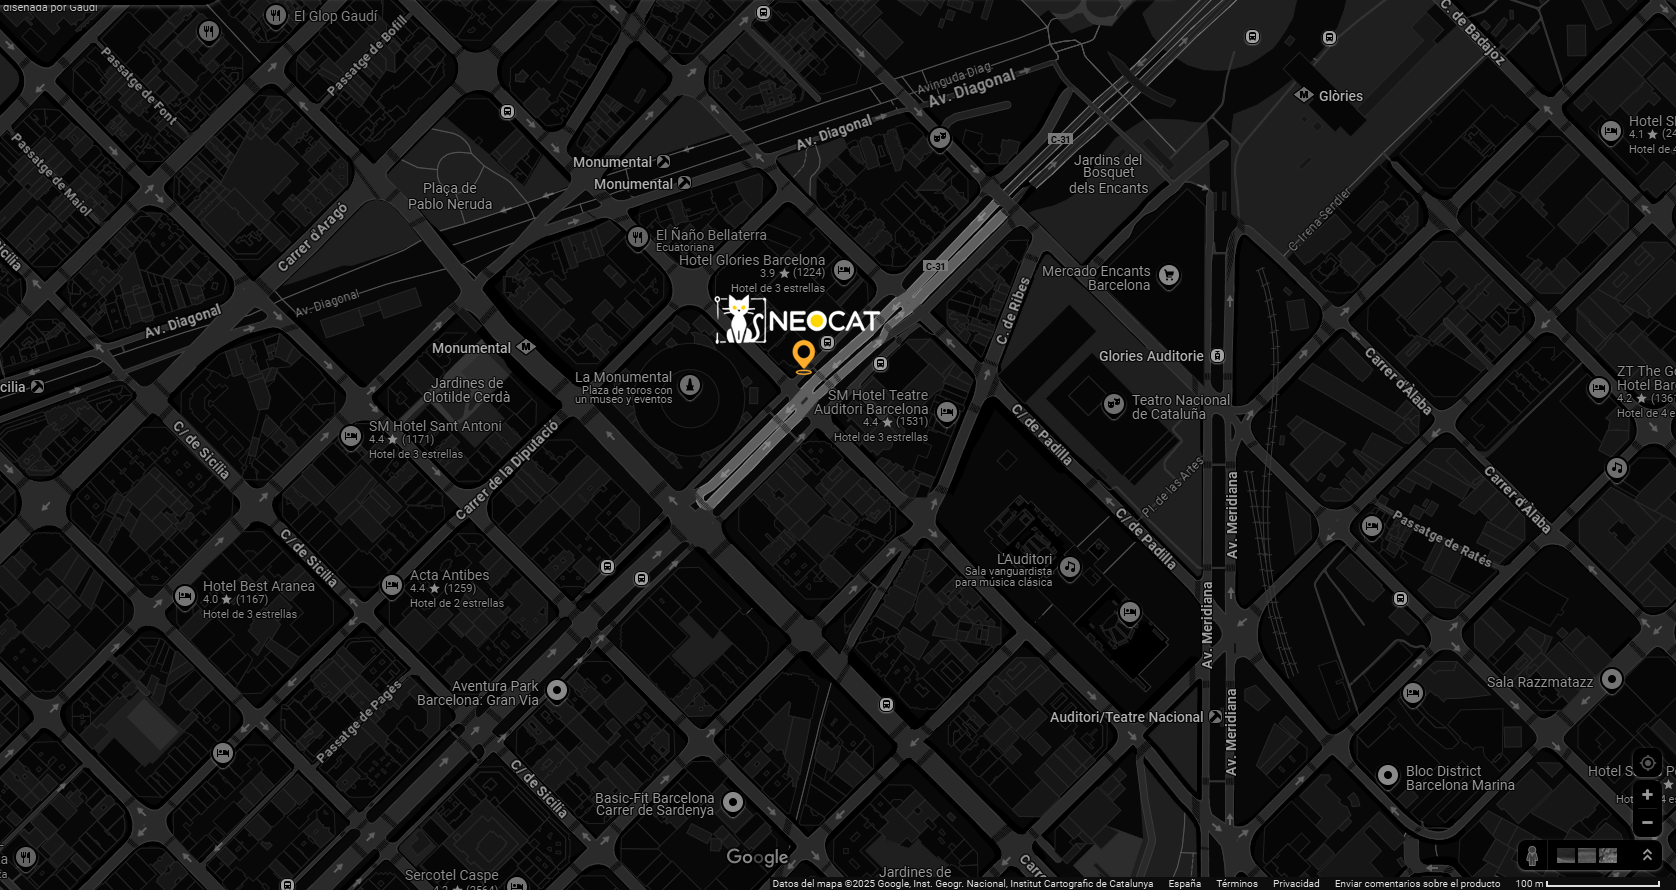 diseñada por Gaudí
El Glop Gaudí
Passatge de Bofill
Passatge de Font
Passatge de Maiol
Avinguda Diag
Av. Diagonal
Av. Diagonal
C-31
C. de Badajoz
Glòries
4.1 ★
Hotel de
Monumental
Monumental
Plaça de
Pablo Neruda
Carrer d'Aragó
Jardins del
Bosquet
dels Encants
C. Irena Sendler
El Ñaño Bellaterra
Ecuatoriana
Hotel Glories Barcelona
3.9 ★ (1224)
Hotel de 3 estrellas
C-31
Mercado Encants
Barcelona
C. de Ribes
Av. Diagonal
Av. Diagonal
NEOCAT
Monumental
Glories Auditorie
Carrer d'Àlaba
Jardines de
Clotilde Cerdà
La Monumental
Plaza de toros con
un museo y eventos
SM Hotel Teatre
Auditori Barcelona
4.4 ★ (1531)
Hotel de 3 estrellas
Teatro Nacional
de Cataluña
ZT The
Hotel
4.2 ★
Hotel de 4
SM Hotel Sant Antoni
4.4 ★ (1171)
Hotel de 3 estrellas
C/ de Sicília
Carrer de la Diputació
C/ de Padilla
Pl. de las Artes
Av. Meridiana
Carrer d'Àlaba
C/ de Padilla
Passatge de Ratés
C/ de Sicília
L'Auditori
Sala vanguardista
para música clásica
Hotel Best Aranea
4.0 ★ (1167)
Hotel de 3 estrellas
Acta Antibes
4.4 ★ (1259)
Hotel de 2 estrellas
Av. Meridiana
Aventura Park
Barcelona: Gran Via
Passatge de Pagès
Sala Razzmatazz
Auditori/Teatre Nacional
Av. Meridiana
C/ de Sicília
Basic-Fit Barcelona
Carrer de Sardenya
Bloc District
Barcelona Marina
Hotel
Google
Sercotel Caspe
Jardines de
Datos del mapa ©2025 Google, Inst. Geogr. Nacional, Institut Cartogràfic de Catalunya España Términos Privacidad Enviar comentarios sobre el producto 100 m